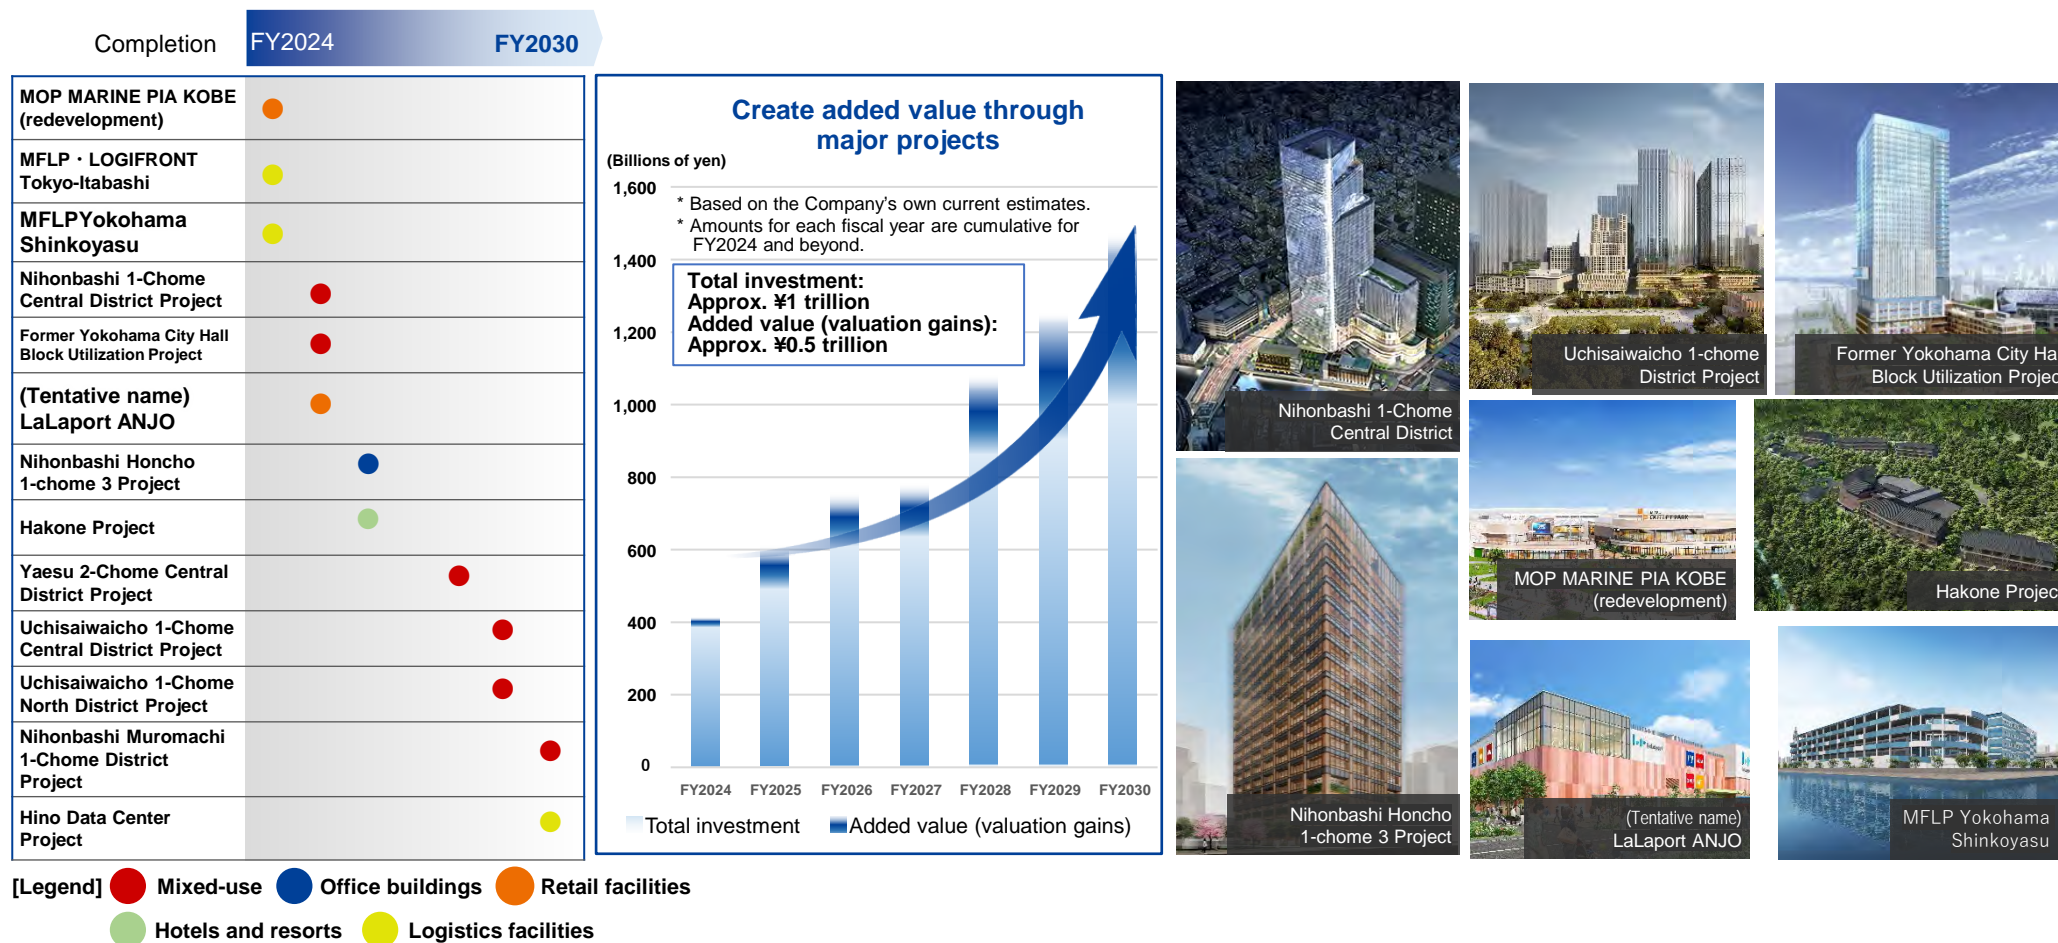 Completion
FY2024
FY2030
MOP MARINE PIA KOBE
(redevelopment)
MFLP・LOGIFRONT
Tokyo-Itabashi
MFLPYokohama
Shinkoyasu
Nihonbashi 1-Chome
Central District Project
Former Yokohama City Hall
Block Utilization Project
(Tentative name)
LaLaport ANJO
Nihonbashi Honcho
1-chome 3 Project
Hakone Project
Yaesu 2-Chome Central
District Project
Uchisaiwaicho 1-Chome
Central District Project
Uchisaiwaicho 1-Chome
North District Project
Nihonbashi Muromachi
1-Chome District
Project
Hino Data Center
Project
[Legend]
Mixed-use
Office buildings
Retail facilities
Hotels and resorts
Logistics facilities
Create added value through
major projects
(Billions of yen)
* Based on the Company's own current estimates.
* Amounts for each fiscal year are cumulative for
FY2024 and beyond.
Total investment:
Approx. ¥1 trillion
Added value (valuation gains):
Approx. ¥0.5 trillion
1,600
1,400
1,200
1,000
800
600
400
200
0
FY2024
FY2025
FY2026
FY2027
FY2028
FY2029
FY2030
Total investment
Added value (valuation gains)
Nihonbashi 1-Chome
Central District
Uchisaiwaicho 1-chome
District Project
Former Yokohama City Ha
Block Utilization Projec
MOP MARINE PIA KOBE
(redevelopment)
Hakone Projec
Nihonbashi Honcho
1-chome 3 Project
(Tentative name)
LaLaport ANJO
MFLP Yokohama
Shinkoyasu